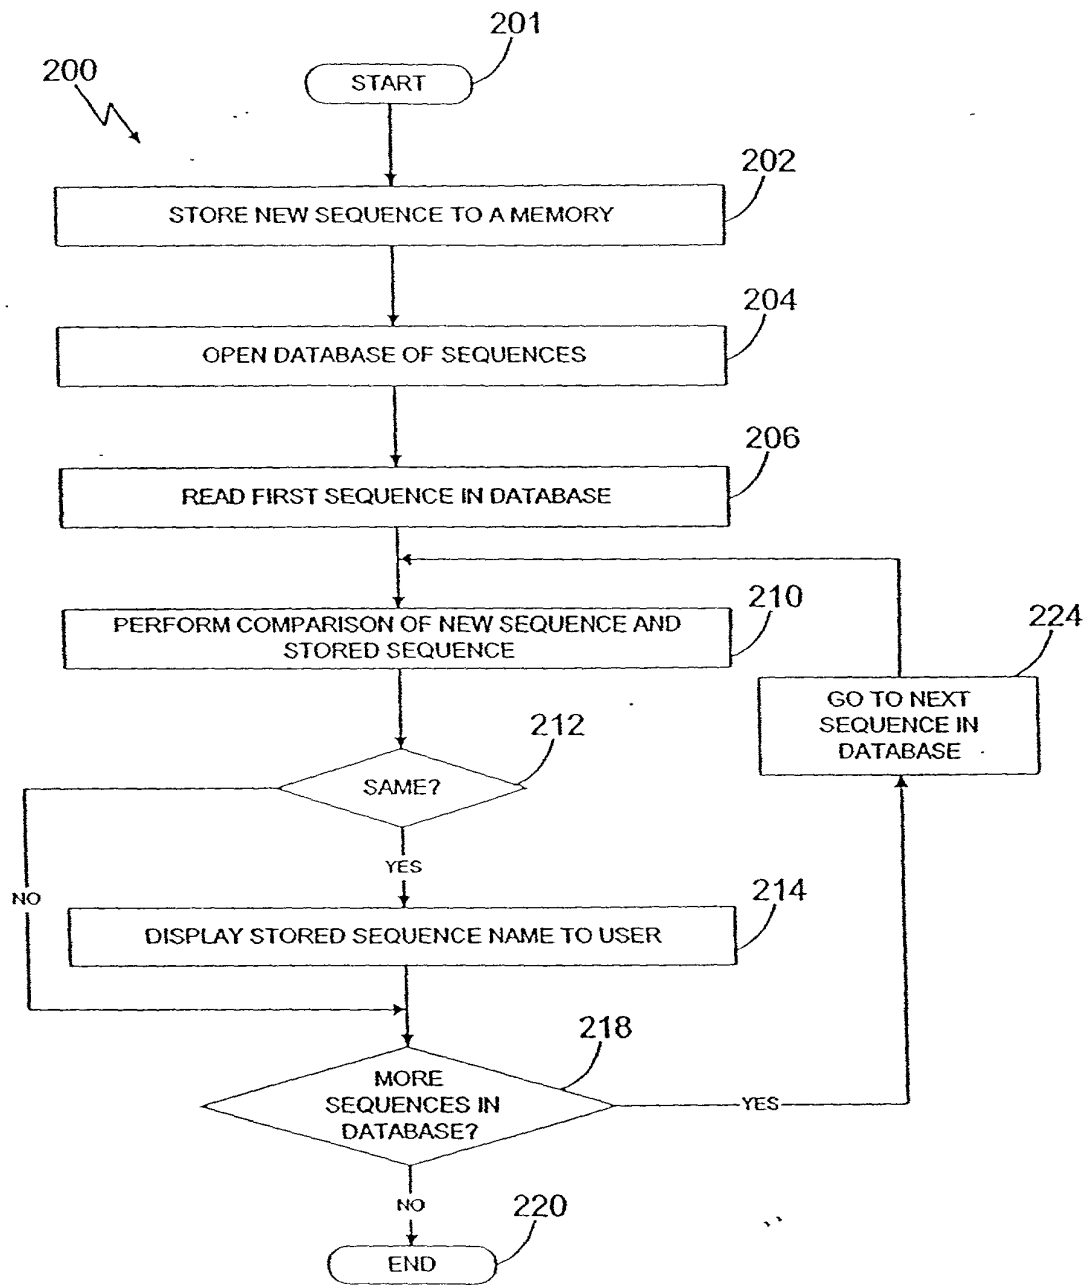 201
200
START
202
STORE NEW SEQUENCE TO A MEMORY
204
OPEN DATABASE OF SEQUENCES
206
READ FIRST SEQUENCE IN DATABASE
210
PERFORM COMPARISON OF NEW SEQUENCE AND
STORED SEQUENCE
224
GO TO NEXT
SEQUENCE IN
DATABASE
212
SAME?
YES
NO
214
DISPLAY STORED SEQUENCE NAME TO USER
218
MORE
SEQUENCES IN
DATABASE?
YES
NO
220
END